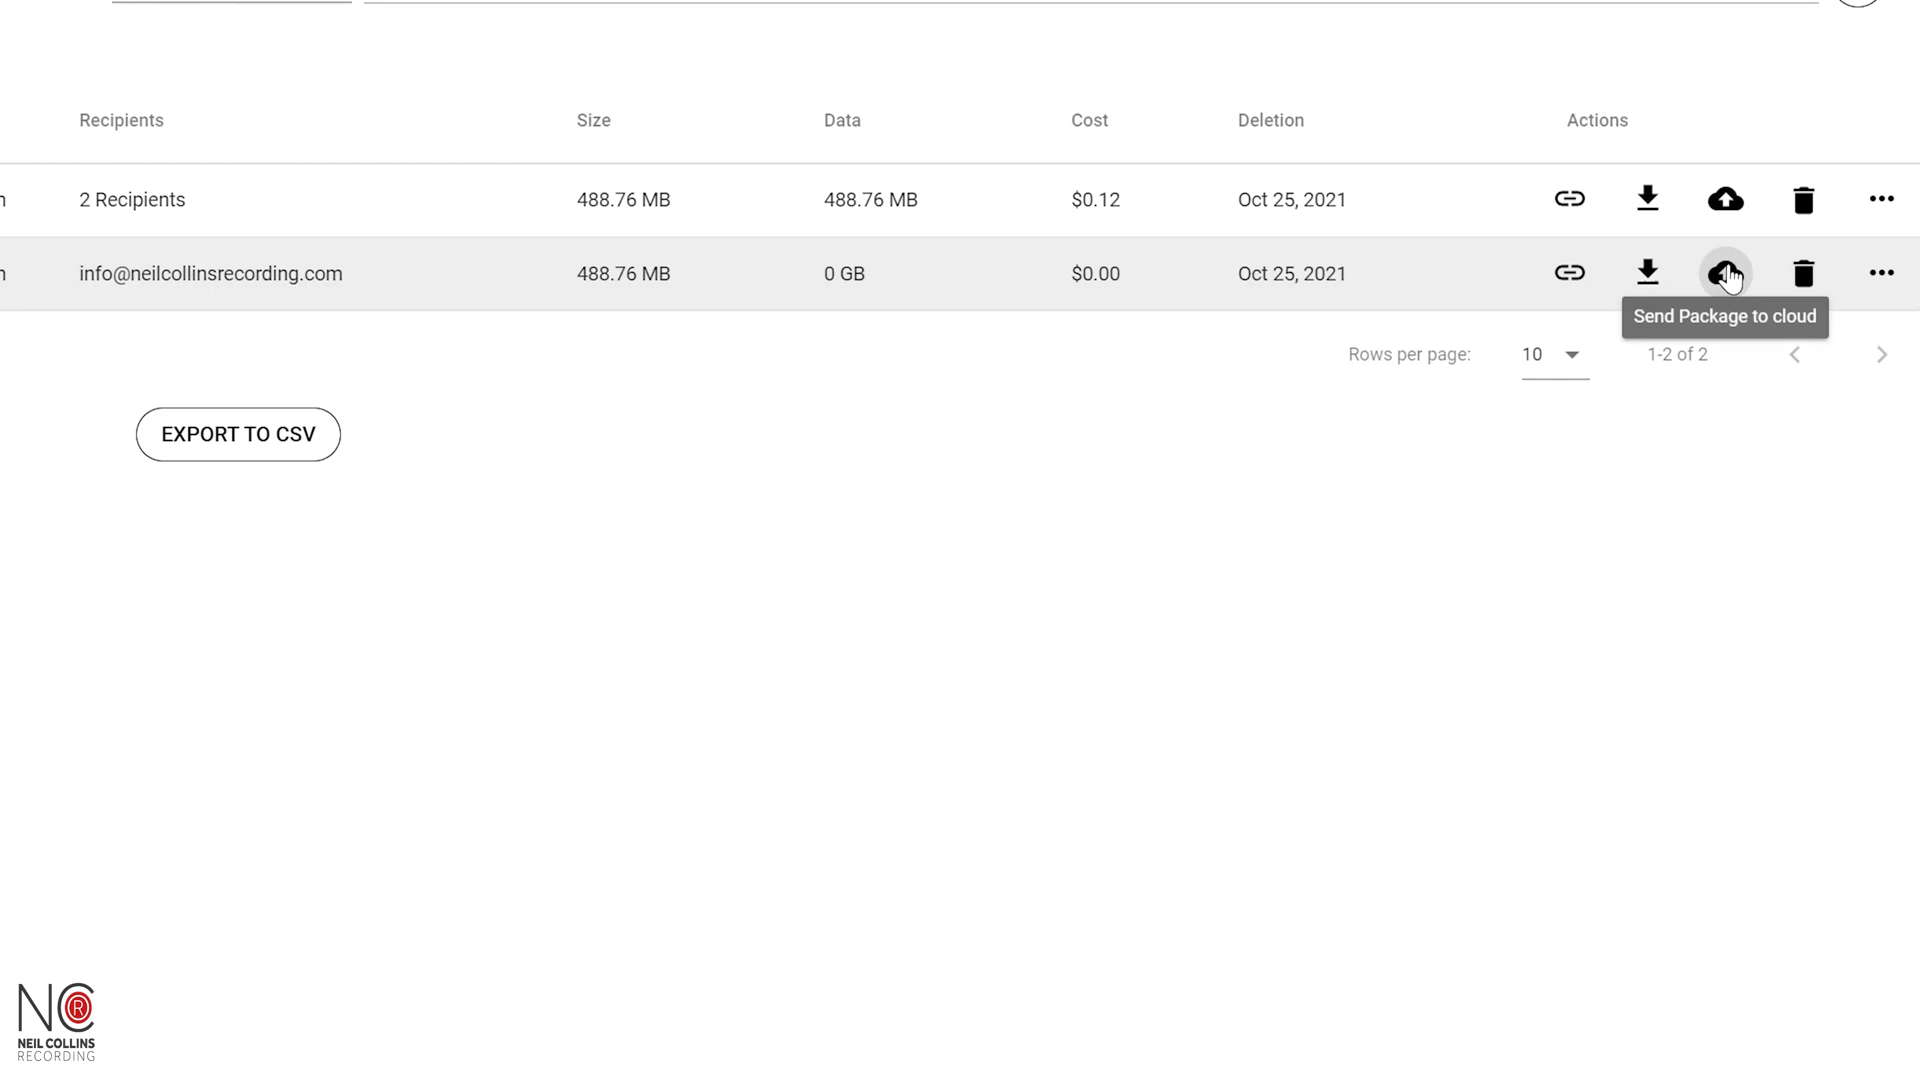 Recipients Size Data Cost Deletion Actions
n 2 Recipients 488.76 MB 488.76 MB $0.12 Oct 25, 2021
n info@neilcollinsrecording.com 488.76 MB 0 GB $0.00 Oct 25, 2021
Send Package to cloud
Rows per page: 10 1-2 of 2
EXPORT TO CSV
NC R
NEIL COLLINS
RECORDING